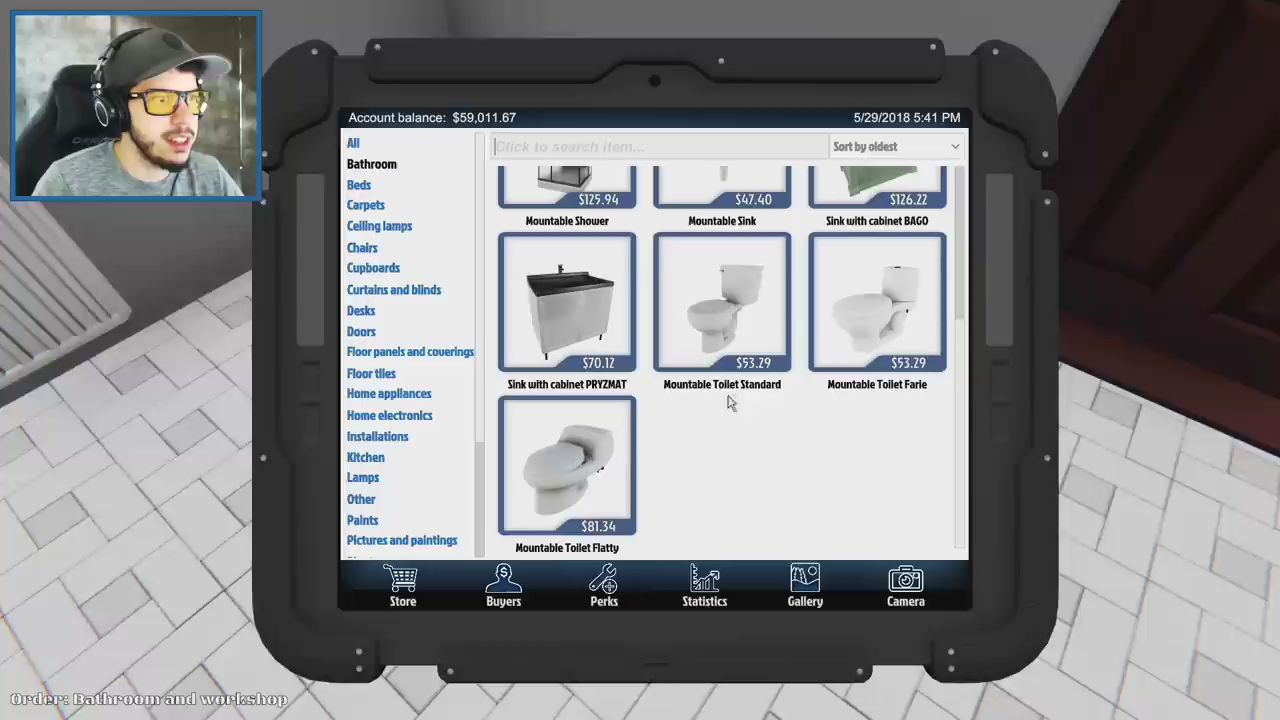 Account balance: $59,011.67
5/29/2018 5:41 PM
All
Bathroom
Beds
Carpets
Ceiling lamps
Chairs
Cupboards
Curtains and blinds
Desks
Doors
Floor panels and coverings
Floor tiles
Home appliances
Home electronics
Installations
Kitchen
Lamps
Other
Paints
Pictures and paintings
Click to search item...
Sort by oldest
$125.94
$47.40
$126.22
Mountable Shower
Mountable Sink
Sink with cabinet BAGO
$70.12
$53.29
$53.29
Sink with cabinet PRYZMAT
Mountable Toilet Standard
Mountable Toilet Farie
$81.34
Mountable Toilet Flatty
Store
Buyers
Perks
Statistics
Gallery
Camera
Order: Bathroom and workshop